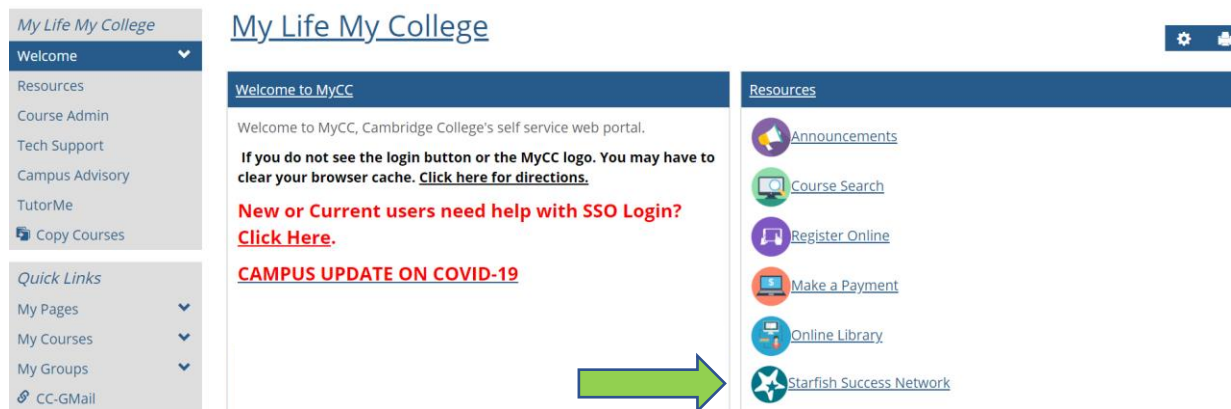 My Life My College
Welcome
Resources
Course Admin
Tech Support
Campus Advisory
TutorMe
Copy Courses
Quick Links
My Pages
My Courses
My Groups
CC-GMail
My Life My College
Welcome to MyCC
Welcome to MyCC, Cambridge College's self service web portal.
If you do not see the login button or the MyCC logo. You may have to
clear your browser cache. Click here for directions.
New or Current users need help with SSO Login?
Click Here.
CAMPUS UPDATE ON COVID-19
Resources
Announcements
Course Search
Register Online
Make a Payment
Online Library
Starfish Success Network